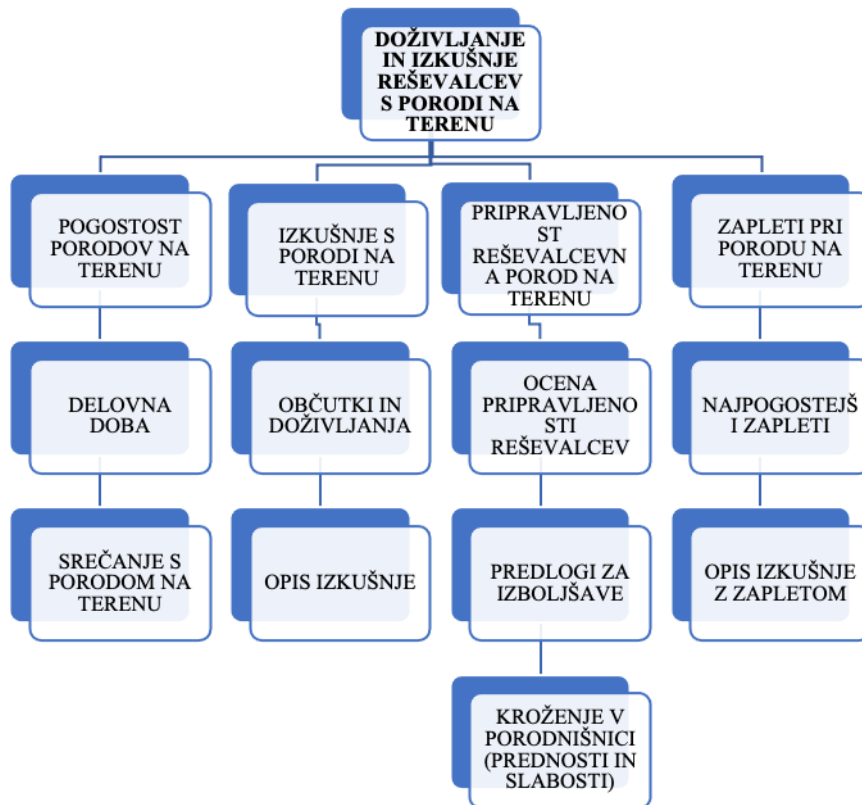 DOŽIVLJANJE
IN IZKUŠNJE
REŠEVALCEV
S PORODI NA
TERENU
POGOSTOST
PORODOV NA
TERENU
IZKUŠNJE S
PORODI NA
TERENU
PRIPRAVLJENO
ST
REŠEVALCEVN
A POROD NA
TERENU
ZAPLETI PRI
PORODU NA
TERENU
DELOVNA
DOBA
OBČUTKI IN
DOŽIVLJANJA
OCENA
PRIPRAVLJENO
STI
REŠEVALCEV
NAJPOGOSTEJŠ
I ZAPLETI
SREČANJE S
PORODOM NA
TERENU
OPIS IZKUŠNJE
PREDLOGI ZA
IZBOLJŠAVE
OPIS IZKUŠNJE
Z ZAPLETOM
KROŽENJE V
PORODNIŠNICI
(PREDNOSTI IN
SLABOSTI)